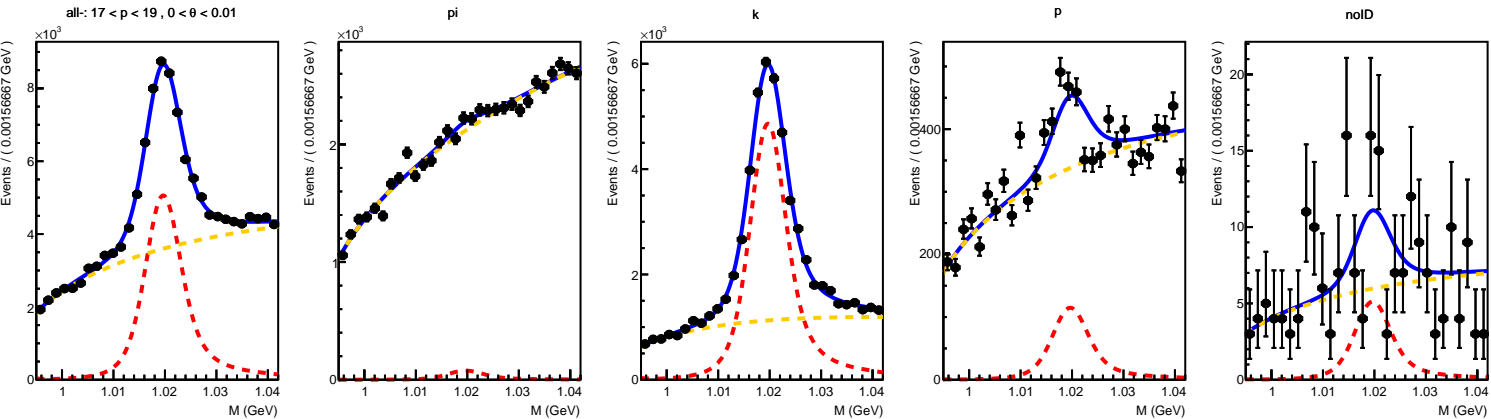 all-: 17 < p < 19 , 0 < θ < 0.01
×10³
Events / ( 0.00156667 GeV )
8
6
4
2
0
1 1.01 1.02 1.03 1.04
M (GeV)
pi
×10³
Events / ( 0.00156667 GeV )
2
1
0
1 1.01 1.02 1.03 1.04
M (GeV)
k
×10³
Events / ( 0.00156667 GeV )
6
4
2
0
1 1.01 1.02 1.03 1.04
M (GeV)
p
Events / ( 0.00156667 GeV )
400
200
0
1 1.01 1.02 1.03 1.04
M (GeV)
noID
Events / ( 0.00156667 GeV )
20
15
10
5
0
1 1.01 1.02 1.03 1.04
M (GeV)